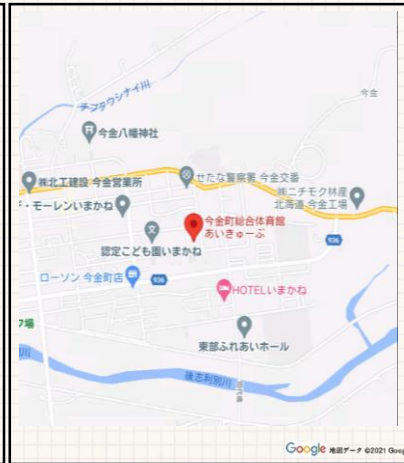 チプタウシナイ川
今金
今金八幡神社
せたな警察署 今金交番
㈱北工建設 今金営業所
㈱ニチモク林産
北海道 今金工場
ド・モーレンいまかね
今金町総合体育館
あいきゅーぶ
認定こども園いまかね
936
ローソン 今金町店
936
HOTELいまかね
東部ふれあいホール
後志利別川
Google 地図データ ©2021 Goog